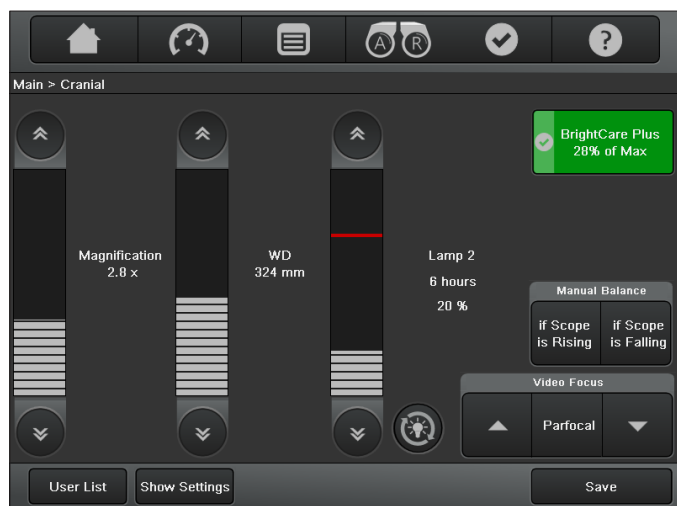 A R ?
Main > Cranial
BrightCare Plus
28% of Max
Magnification
2.8 x
WD
324 mm
Lamp 2
6 hours
20 %
Manual Balance
if Scope
is Rising
if Scope
is Falling
Video Focus
Parfocal
User List
Show Settings
Save